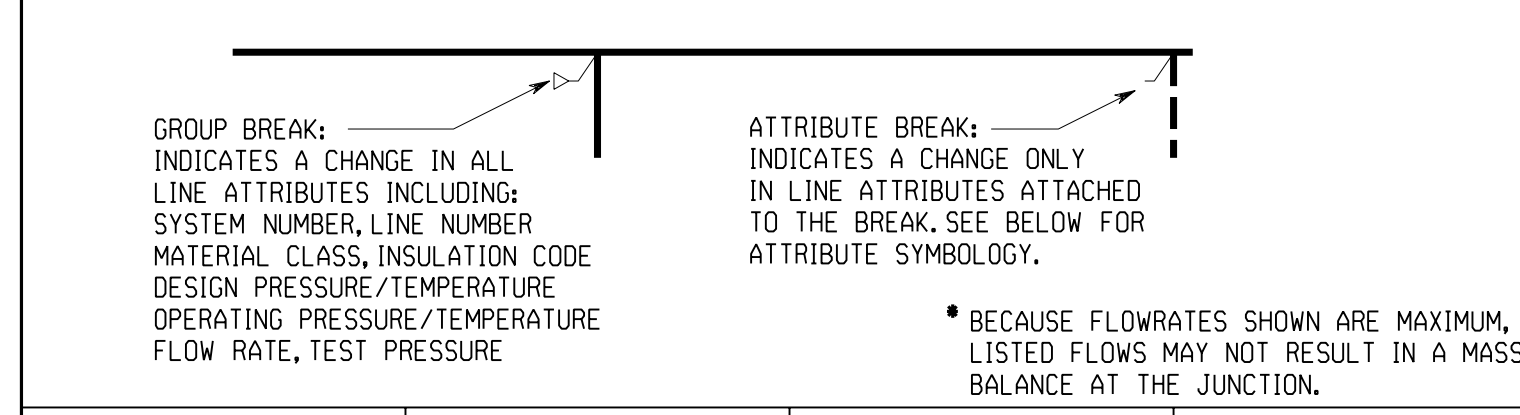 GROUP BREAK:
INDICATES A CHANGE IN ALL
LINE ATTRIBUTES INCLUDING:
SYSTEM NUMBER, LINE NUMBER
MATERIAL CLASS, INSULATION CODE
DESIGN PRESSURE/TEMPERATURE
OPERATING PRESSURE/TEMPERATURE
FLOW RATE, TEST PRESSURE
ATTRIBUTE BREAK:
INDICATES A CHANGE ONLY
IN LINE ATTRIBUTES ATTACHED
TO THE BREAK. SEE BELOW FOR
ATTRIBUTE SYMBOLOGY.
* BECAUSE FLOWRATES SHOWN ARE MAXIMUM,
LISTED FLOWS MAY NOT RESULT IN A MASS
BALANCE AT THE JUNCTION.